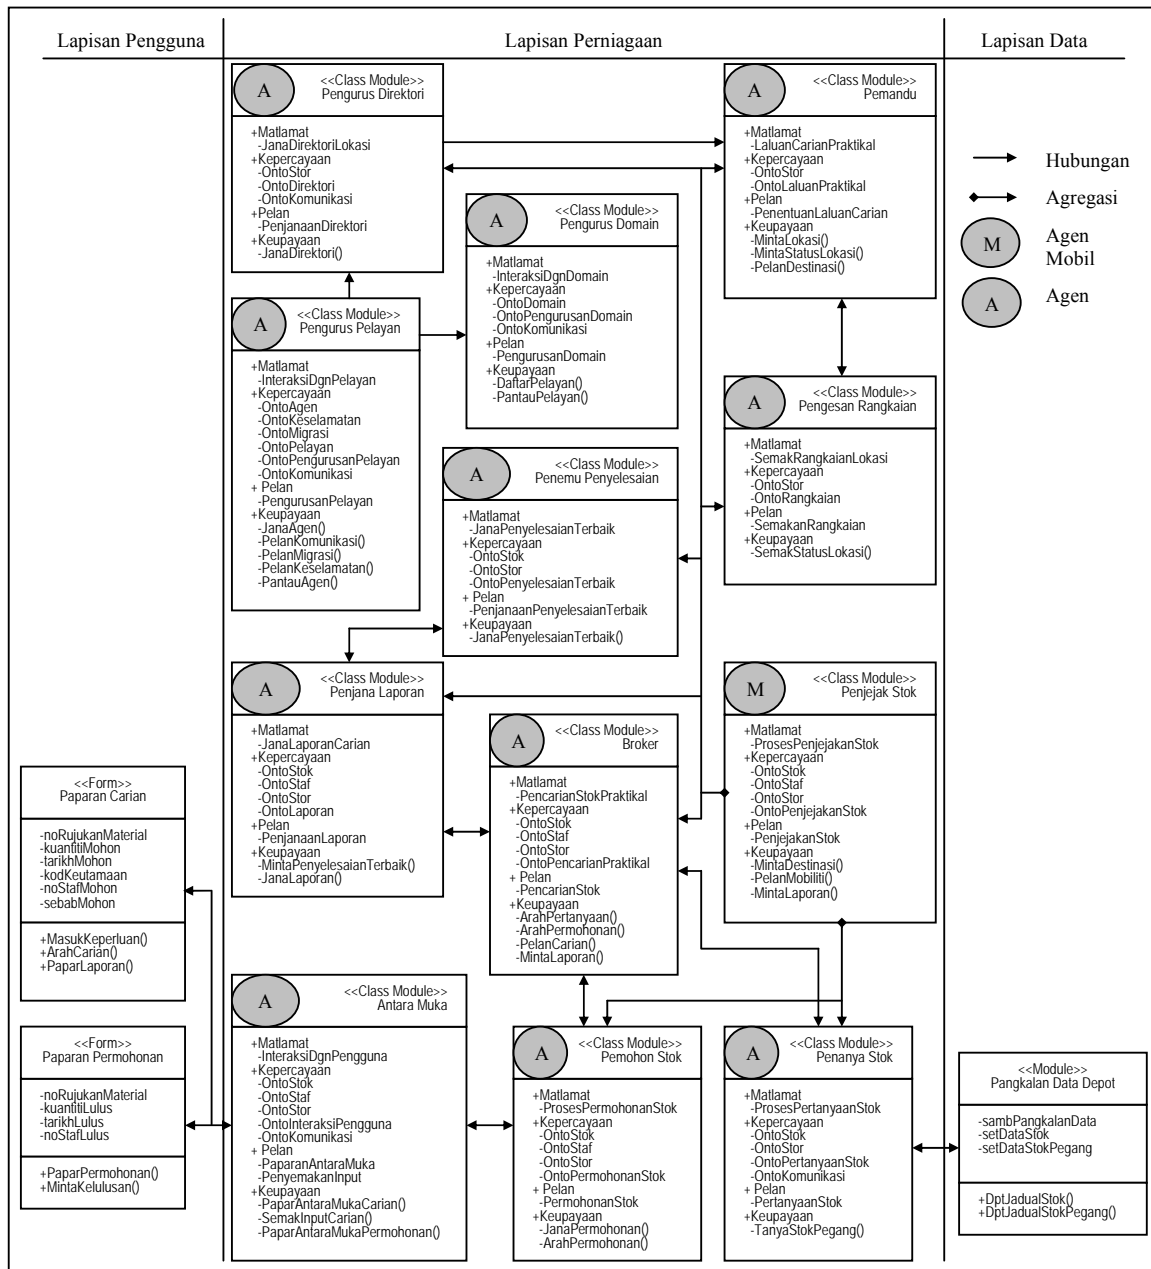 Lapisan Pengguna
Lapisan Perniagaan
Lapisan Data
A
<<Class Module>>
Pengurus Direktori
+Matlamat
-JanaDirektoriLokasi
+Kepercayaan
-OntoStor
-OntoDirektori
-OntoKomunikasi
+Pelan
-PenjanaanDirektori
+Keupayaan
-JanaDirektori()
A
<<Class Module>>
Pemandu
+Matlamat
-LaluanCarianPraktikal
+Kepercayaan
-OntoStor
-OntoLaluanPraktikal
+Pelan
-PenentuanLaluanCarian
+Keupayaan
-MintaLokasi()
-MintaStatusLokasi()
-PelanDestinasi()
Hubungan
Agregasi
M
Agen
Mobil
A
Agen
A
<<Class Module>>
Pengurus Domain
+Matlamat
-InteraksiDgnDomain
+Kepercayaan
-OntoDomain
-OntoPengurusanDomain
-OntoKomunikasi
+Pelan
-PengurusanDomain
+Keupayaan
-DaftarPelayan()
-PantauPelayan()
A
<<Class Module>>
Pengurus Pelayan
+Matlamat
-InteraksiDgnPelayan
+Kepercayaan
-OntoAgen
-OntoKeselamatan
-OntoMigrasi
-OntoPelayan
-OntoPengurusanPelayan
-OntoKomunikasi
+ Pelan
-PengurusanPelayan
+Keupayaan
-JanaAgen()
-PelanKomunikasi()
-PelanMigrasi()
-PelanKeselamatan()
-PantauAgen()
A
<<Class Module>>
Pengesan Rangkaian
+Matlamat
-SemakRangkaianLokasi
+Kepercayaan
-OntoStor
-OntoRangkaian
+Pelan
-SemakanRangkaian
+Keupayaan
-SemakStatusLokasi()
A
<<Class Module>>
Penemu Penyelesaian
+Matlamat
-JanaPenyelesaianTerbaik
+Kepercayaan
-OntoStok
-OntoStor
-OntoPenyelesaianTerbaik
+ Pelan
-PenjanaanPenyelesaianTerbaik
+Keupayaan
-JanaPenyelesaianTerbaik()
A
<<Class Module>>
Penjana Laporan
+Matlamat
-JanaLaporanCarian
+Kepercayaan
-OntoStok
-OntoStaf
-OntoStor
-OntoLaporan
+Pelan
-PenjanaanLaporan
+Keupayaan
-MintaPenyelesaianTerbaik()
-JanaLaporan()
M
<<Class Module>>
Penjejak Stok
+Matlamat
-ProsesPenjejakanStok
+Kepercayaan
-OntoStok
-OntoStaf
-OntoStor
-OntoPenjejakanStok
+Pelan
-PenjejakanStok
+Keupayaan
-MintaDestinasi()
-PelanMobiliti()
-MintaLaporan()
A
<<Class Module>>
Broker
+Matlamat
-PencarianStokPraktikal
+Kepercayaan
-OntoStok
-OntoStaf
-OntoStor
-OntoPencarianPraktikal
+ Pelan
-PencarianStok
+Keupayaan
-ArahPertanyaan()
-ArahPermohonan()
-PelanCarian()
-MintaLaporan()
<<Form>>
Paparan Carian
-noRujukanMaterial
-kuantitiMohon
-tarikhMohon
-kodKeutamaan
-noStafMohon
-sebabMohon
+MasukKeperluan()
+ArahCarian()
+PaparLaporan()
A
<<Class Module>>
Antara Muka
+Matlamat
-InteraksiDgnPengguna
+Kepercayaan
-OntoStok
-OntoStaf
-OntoStor
-OntoInteraksiPengguna
-OntoKomunikasi
+ Pelan
-PaparanAntaraMuka
-PenyemakanInput
+Keupayaan
-PaparAntaraMukaCarian()
-SemakInputCarian()
-PaparAntaraMukaPermohonan()
<<Form>>
Paparan Permohonan
-noRujukanMaterial
-kuantitiLulus
-tarikhLulus
-noStafLulus
+PaparPermohonan()
+MintaKelulusan()
A
<<Class Module>>
Pemohon Stok
+Matlamat
-ProsesPermohonanStok
+Kepercayaan
-OntoStok
-OntoStaf
-OntoStor
-OntoPermohonanStok
+ Pelan
-PermohonanStok
+Keupayaan
-JanaPermohonan()
-ArahPermohonan()
A
<<Class Module>>
Penanya Stok
+Matlamat
-ProsesPertanyaanStok
+Kepercayaan
-OntoStok
-OntoStor
-OntoPertanyaanStok
-OntoKomunikasi
+ Pelan
-PertanyaanStok
+Keupayaan
-TanyaStokPegang()
<<Module>>
Pangkalan Data Depot
-sambPangkalanData
-setDataStok
-setDataStokPegang
+DptJadualStok()
+DptJadualStokPegang()